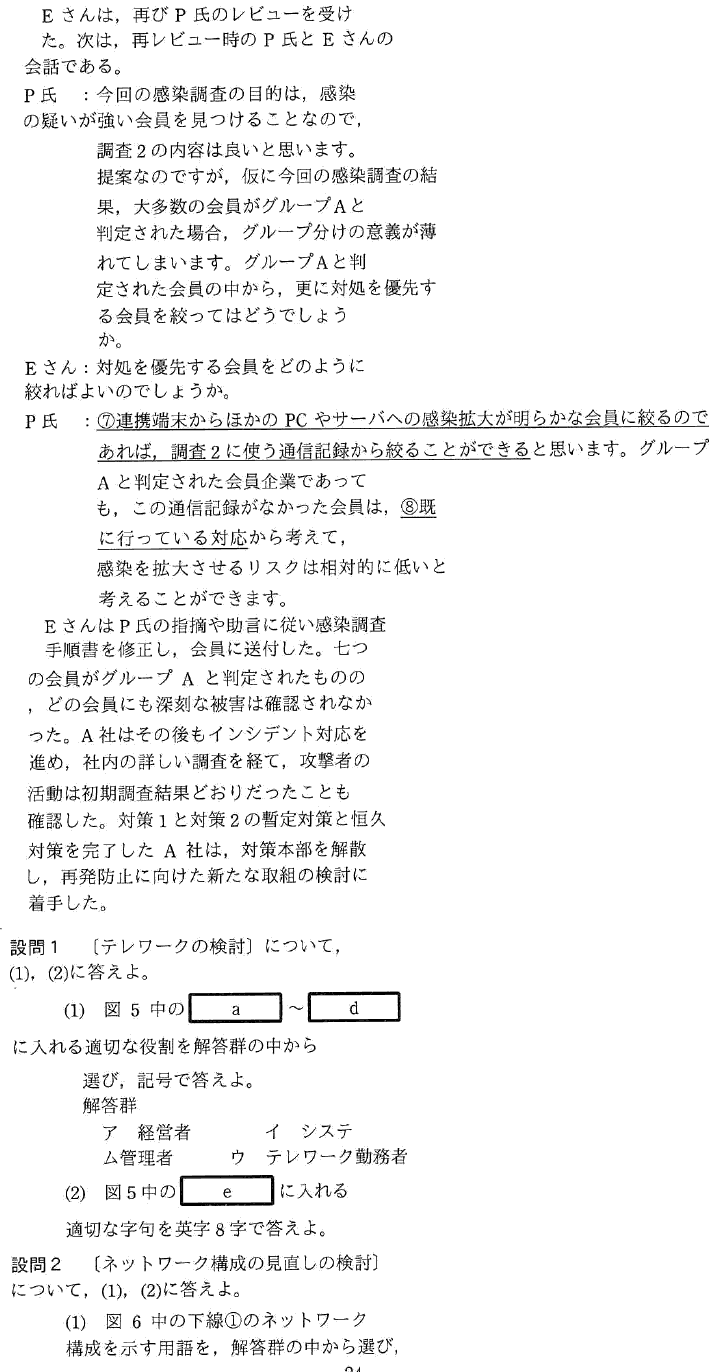 Eさんは，再びP氏のレビューを受け
た。次は，再レビュー時のP氏とEさんの
会話である。
P氏　：今回の感染調査の目的は，感染
の疑いが強い会員を見つけることなので，
調査2の内容は良いと思います。
提案なのですが，仮に今回の感染調査の結
果，大多数の会員がグループAと
判定された場合，グループ分けの意義が薄
れてしまいます。グループAと判
定された会員の中から，更に対処を優先す
る会員を絞ってはどうでしょう
か。
Eさん：対処を優先する会員をどのように
絞ればよいのでしょうか。
P氏　：⑦連携端末からほかのPCやサーバへの感染拡大が明らかな会員に絞るので
あれば，調査2に使う通信記録から絞ることができると思います。グループ
Aと判定された会員企業であって
も，この通信記録がなかった会員は，⑧既
に行っている対応から考えて，
感染を拡大させるリスクは相対的に低いと
考えることができます。
EさんはP氏の指摘や助言に従い感染調査
手順書を修正し，会員に送付した。七つ
の会員がグループ A と判定されたものの
，どの会員にも深刻な被害は確認されなか
った。A社はその後もインシデント対応を
進め，社内の詳しい調査を経て，攻撃者の
活動は初期調査結果どおりだったことも
確認した。対策1と対策2の暫定対策と恒久
対策を完了した A 社は，対策本部を解散
し，再発防止に向けた新たな取組の検討に
着手した。
設問1　〔テレワークの検討〕について，
(1)，(2)に答えよ。
(1)　図 5 中の a ～ d
に入れる適切な役割を解答群の中から
選び，記号で答えよ。
解答群
ア　経営者　　　　イ　システ
ム管理者　　　ウ　テレワーク勤務者
(2)　図5中の e に入れる
適切な字句を英字8字で答えよ。
設問2　〔ネットワーク構成の見直しの検討〕
について，(1)，(2)に答えよ。
(1)　図 6 中の下線①のネットワーク
構成を示す用語を，解答群の中から選び，